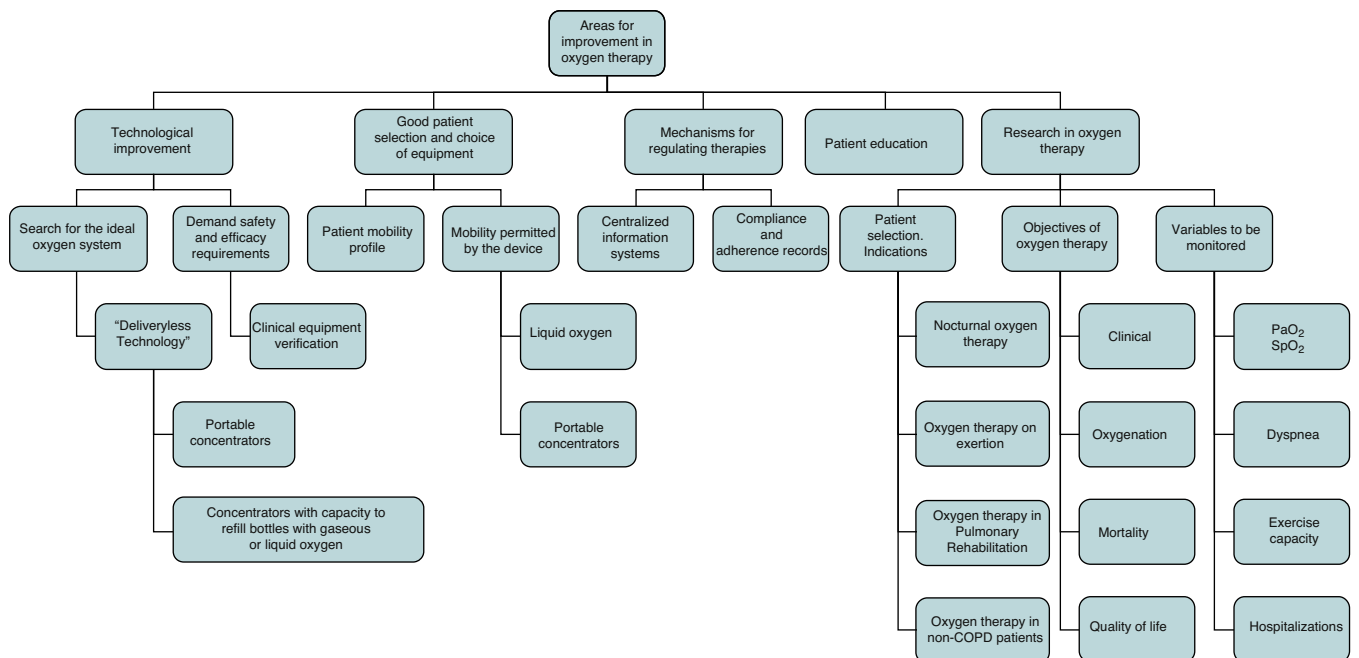 Areas for
improvement in
oxygen therapy
Technological
improvement
Good patient
selection and choice
of equipment
Mechanisms for
regulating therapies
Patient education
Research in oxygen
therapy
Search for the ideal
oxygen system
Demand safety
and efficacy
requirements
Patient mobility
profile
Mobility permitted
by the device
Centralized
information
systems
Compliance
and
adherence records
Patient
selection.
Indications
Objectives of
oxygen therapy
Variables to be
monitored
“Deliveryless
Technology”
Clinical equipment
verification
Liquid oxygen
Nocturnal oxygen
therapy
Clinical
PaO₂
SpO₂
Portable
concentrators
Portable
concentrators
Oxygen therapy on
exertion
Oxygenation
Dyspnea
Concentrators with capacity to
refill bottles with gaseous
or liquid oxygen
Oxygen therapy in
Pulmonary
Rehabilitation
Mortality
Exercise
capacity
Oxygen therapy in
non-COPD patients
Quality of life
Hospitalizations